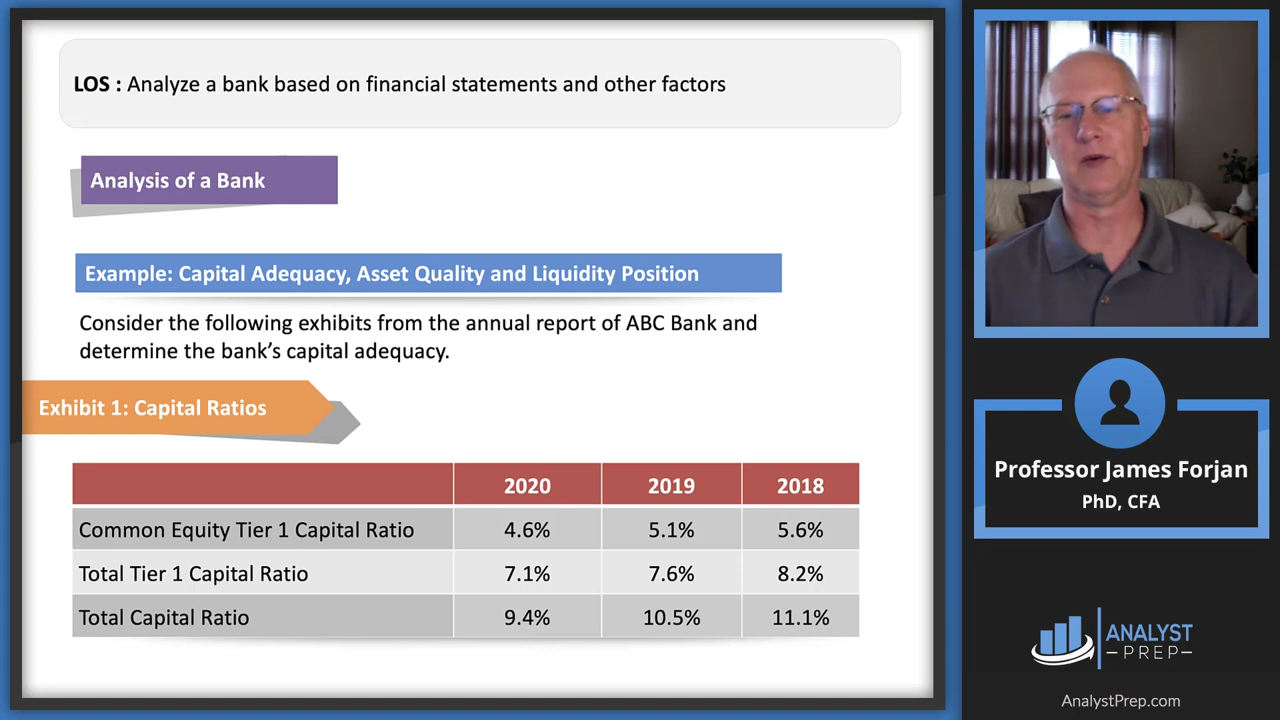 LOS : Analyze a bank based on financial statements and other factors
Analysis of a Bank
Example: Capital Adequacy, Asset Quality and Liquidity Position
Consider the following exhibits from the annual report of ABC Bank and
determine the bank’s capital adequacy.
Exhibit 1: Capital Ratios
2020 2019 2018
Common Equity Tier 1 Capital Ratio 4.6% 5.1% 5.6%
Total Tier 1 Capital Ratio 7.1% 7.6% 8.2%
Total Capital Ratio 9.4% 10.5% 11.1%
Professor James Forjan
PhD, CFA
ANALYST
PREP
AnalystPrep.com